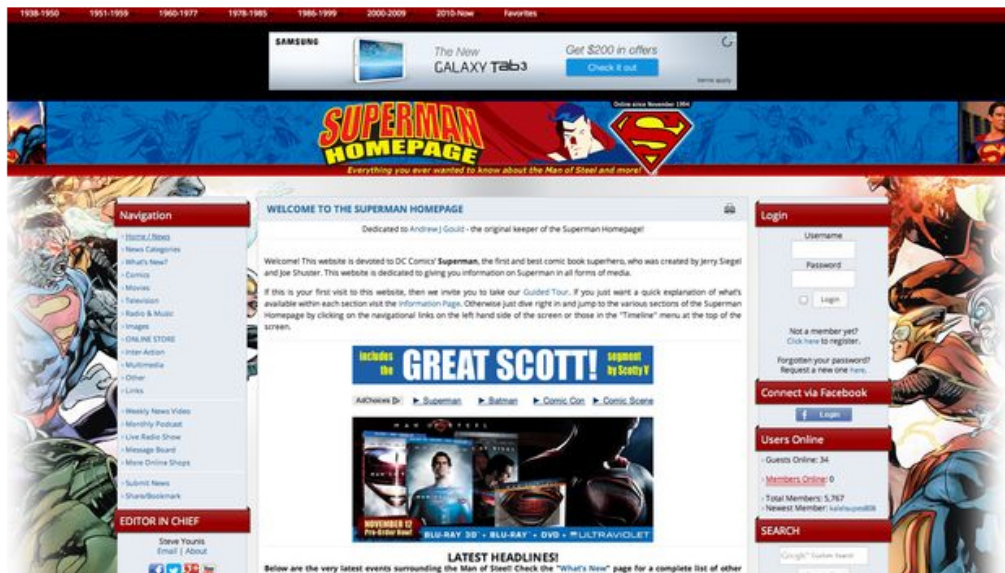 1938-1950 1951-1959 1960-1977 1978-1985 1986-1999 2000-2009 2010-Now Favorites
SAMSUNG
The New
GALAXY Tab3
Get $200 in offers
Check it out
terms apply
Online since November 1994
SUPERMAN
HOMEPAGE
Everything you ever wanted to know about the Man of Steel and more!
Navigation
Home / News
News Categories
What's New?
Comics
Movies
Television
Radio & Music
Images
ONLINE STORE
Inter-Action
Multimedia
Other
Links
Weekly News Video
Monthly Podcast
Live Radio Show
Message Board
More Online Shops
Submit News
Share/Bookmark
EDITOR IN CHIEF
Steve Younis
Email | About
WELCOME TO THE SUPERMAN HOMEPAGE
Dedicated to Andrew J Gould - the original keeper of the Superman Homepage!
Welcome! This website is devoted to DC Comics' Superman, the first and best comic book superhero, who was created by Jerry Siegel
and Joe Shuster. This website is dedicated to giving you information on Superman in all forms of media.
If this is your first visit to this website, then we invite you to take our Guided Tour. If you just want a quick explanation of what's
available within each section visit the Information Page. Otherwise just dive right in and jump to the various sections of the Superman
Homepage by clicking on the navigational links on the left hand side of the screen or those in the "Timeline" menu at the top of the
screen.
includes
the
GREAT SCOTT!
segment
by Scotty V
AdChoices Superman Batman Comic Con Comic Scene
MAN OF STEEL
NOVEMBER 12
Pre-Order Now!
BLU-RAY 3D • BLU-RAY • DVD • ULTRAVIOLET
LATEST HEADLINES!
Below are the very latest events surrounding the Man of Steel! Check the "What's New" page for a complete list of other
Login
Username
Password
Login
Not a member yet?
Click here to register.
Forgotten your password?
Request a new one here.
Connect via Facebook
f Login
Users Online
Guests Online: 34
Members Online: 0
Total Members: 5,767
Newest Member: kalelsuped808
SEARCH
Google Custom Search